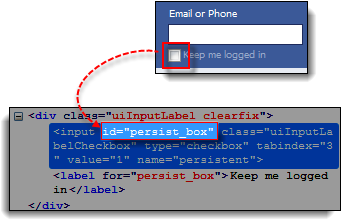 Email or Phone
Keep me logged in
<div class="uiInputLabel clearfix">
<input id="persist_box" class="uiInputLa
belCheckbox" type="checkbox" tabindex="3
" value="1" name="persistent">
<label for="persist_box">Keep me logged
in</label>
</div>